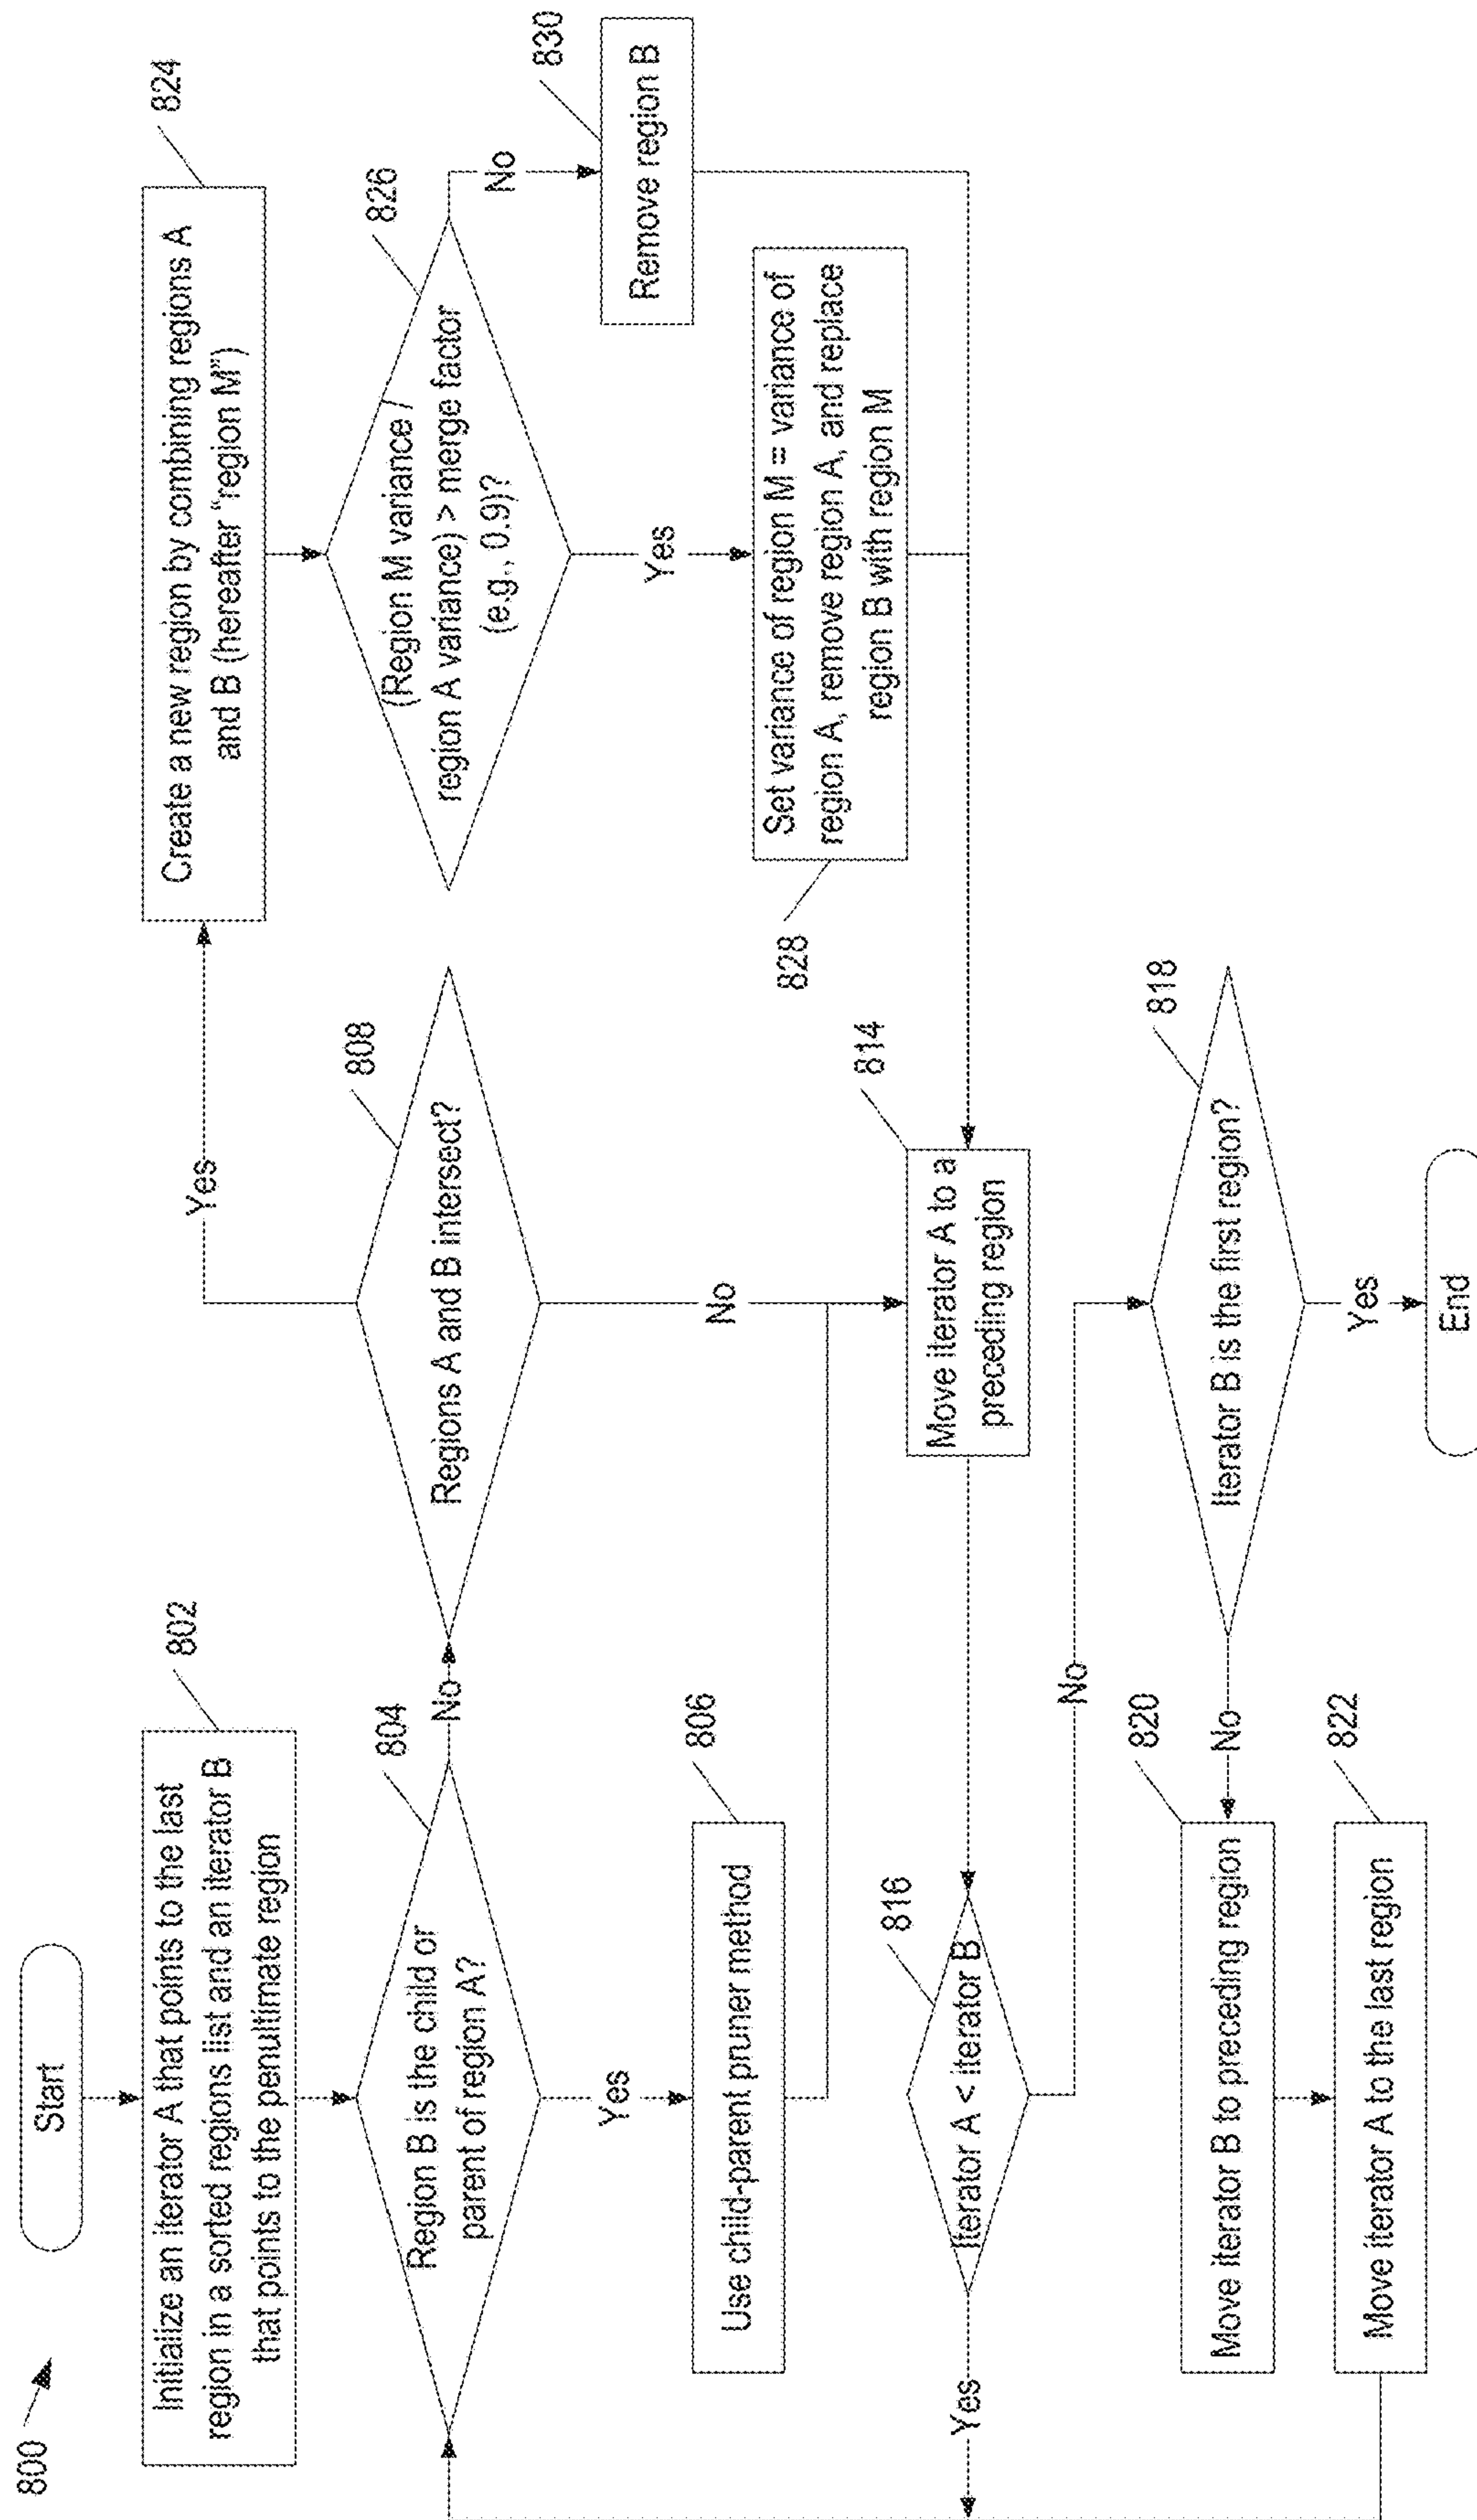 800
Start
Initialize an iterator A that points to the last
region in a sorted regions list and an iterator B
that points to the penultimate region
802
Region B is the child or
parent of region A?
804
No
Yes
Use child-parent pruner method
806
Regions A and B intersect?
808
Yes
No
Create a new region by combining regions A
and B (hereafter "region M")
824
(Region M variance /
region A variance) > merge factor
(e.g., 0.9)?
826
No
Yes
Remove region B
830
Set variance of region M = variance of
region A, remove region A, and replace
region B with region M
828
Move iterator A to a
preceding region
814
Iterator A < iterator B
816
Yes
No
Iterator B is the first region?
818
No
Yes
Move iterator B to preceding region
820
Move iterator A to the last region
822
End